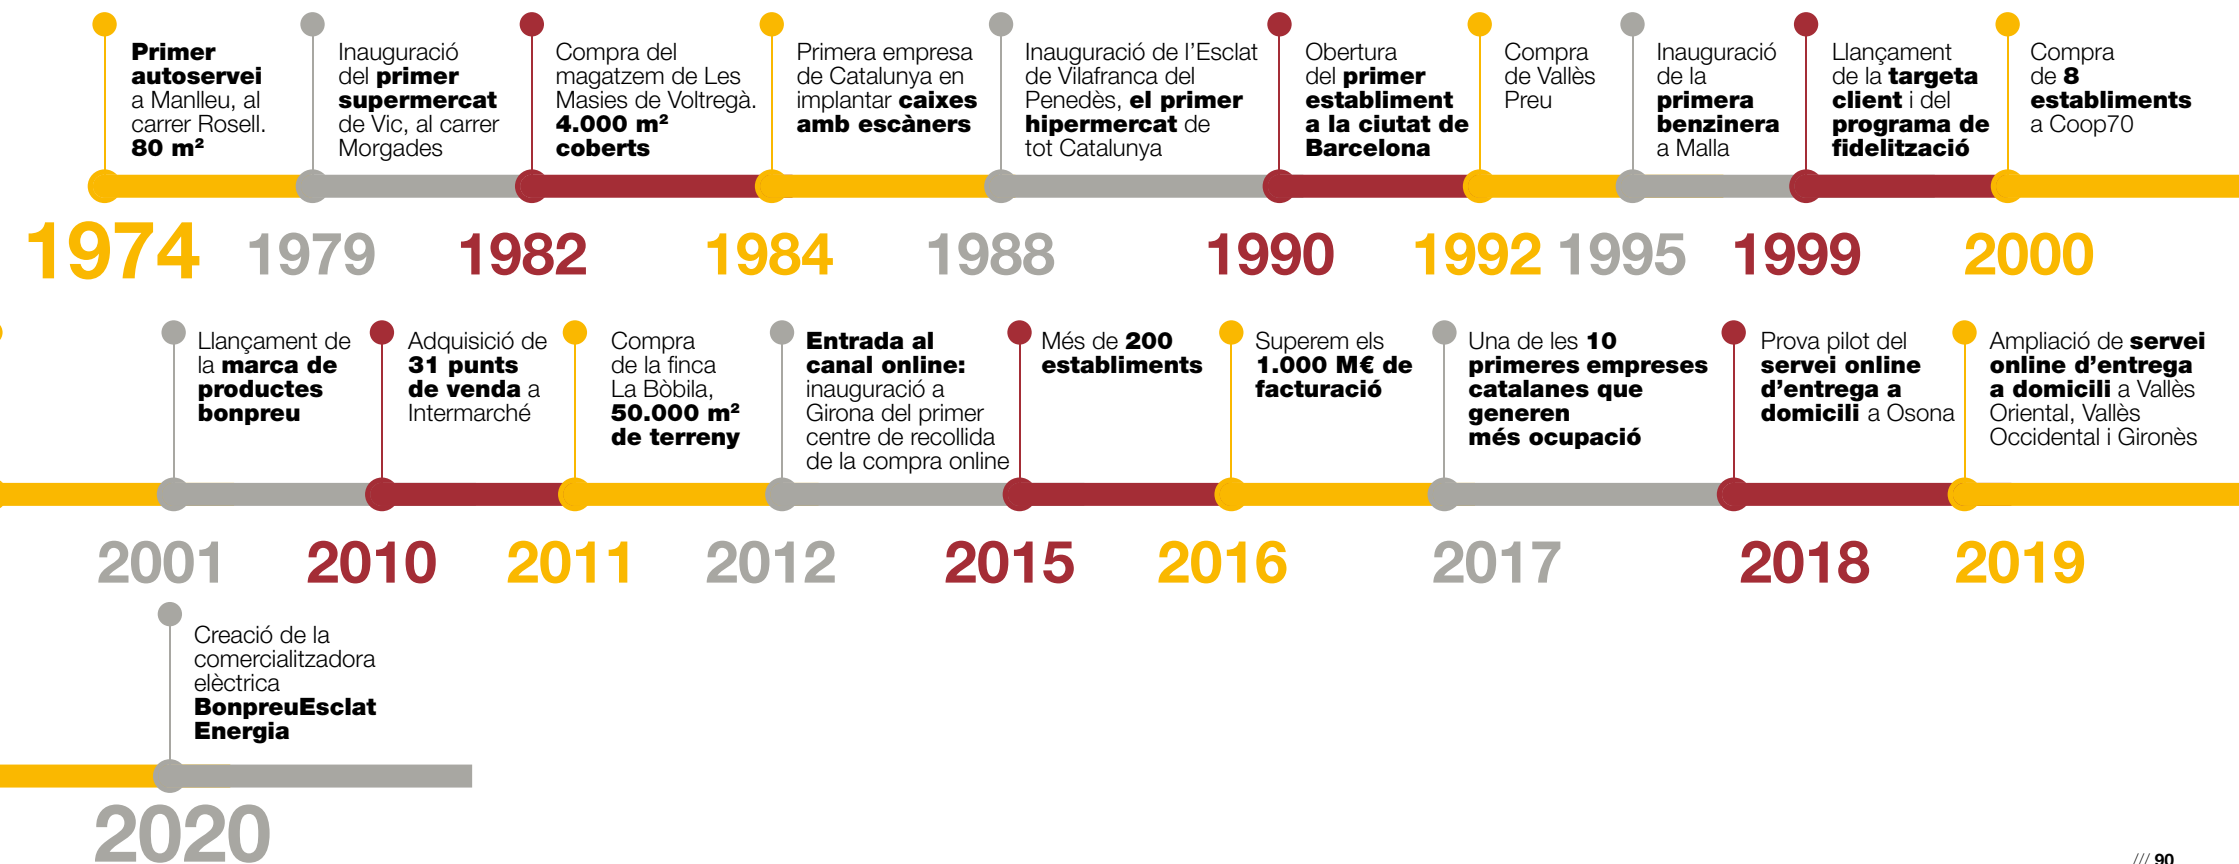 Primer
autoservei
a Manlleu, al
carrer Rosell.
80 m²
Inauguració
del primer
supermercat
de Vic, al carrer
Morgades
Compra del
magatzem de Les
Masies de Voltregà.
4.000 m²
coberts
Primera empresa
de Catalunya en
implantar caixes
amb escàners
Inauguració de l’Esclat
de Vilafranca del
Penedès, el primer
hipermercat de
tot Catalunya
Obertura
del primer
establiment
a la ciutat de
Barcelona
Compra
de Vallès
Preu
Inauguració
de la
primera
benzinera
a Malla
Llançament
de la targeta
client i del
programa de
fidelització
Compra
de 8
establiments
a Coop70
1974
1979
1982
1984
1988
1990
1992
1995
1999
2000
Llançament de
la marca de
productes
bonpreu
Adquisició de
31 punts
de venda a
Intermarché
Compra
de la finca
La Bòbila,
50.000 m²
de terreny
Entrada al
canal online:
inauguració a
Girona del primer
centre de recollida
de la compra online
Més de 200
establiments
Superem els
1.000 M€ de
facturació
Una de les 10
primeres empreses
catalanes que
generen
més ocupació
Prova pilot del
servei online
d’entrega a
domicili a Osona
Ampliació de servei
online d’entrega
a domicili a Vallès
Oriental, Vallès
Occidental i Gironès
2001
2010
2011
2012
2015
2016
2017
2018
2019
Creació de la
comercialitzadora
elèctrica
BonpreuEsclat
Energia
2020
/// 90